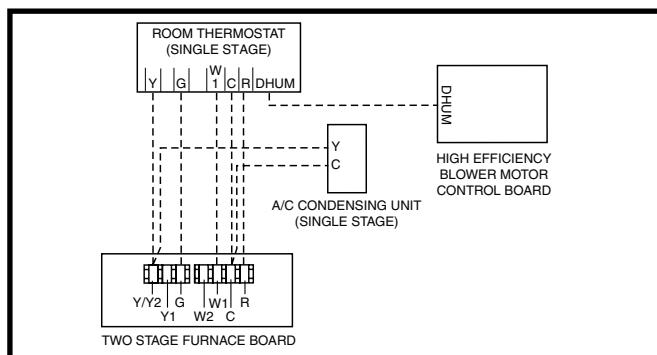 ROOM THERMOSTAT
(SINGLE STAGE)
Y G W1 C R DHUM
DHUM
HIGH EFFICIENCY
BLOWER MOTOR
CONTROL BOARD
Y
C
A/C CONDENSING UNIT
(SINGLE STAGE)
Y/Y2 Y1 G W2 W1 C R
TWO STAGE FURNACE BOARD